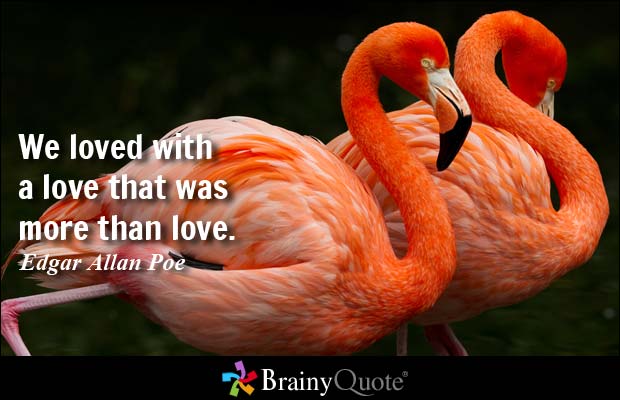 We loved with
a love that was
more than love.
Edgar Allan Poe
BrainyQuote®